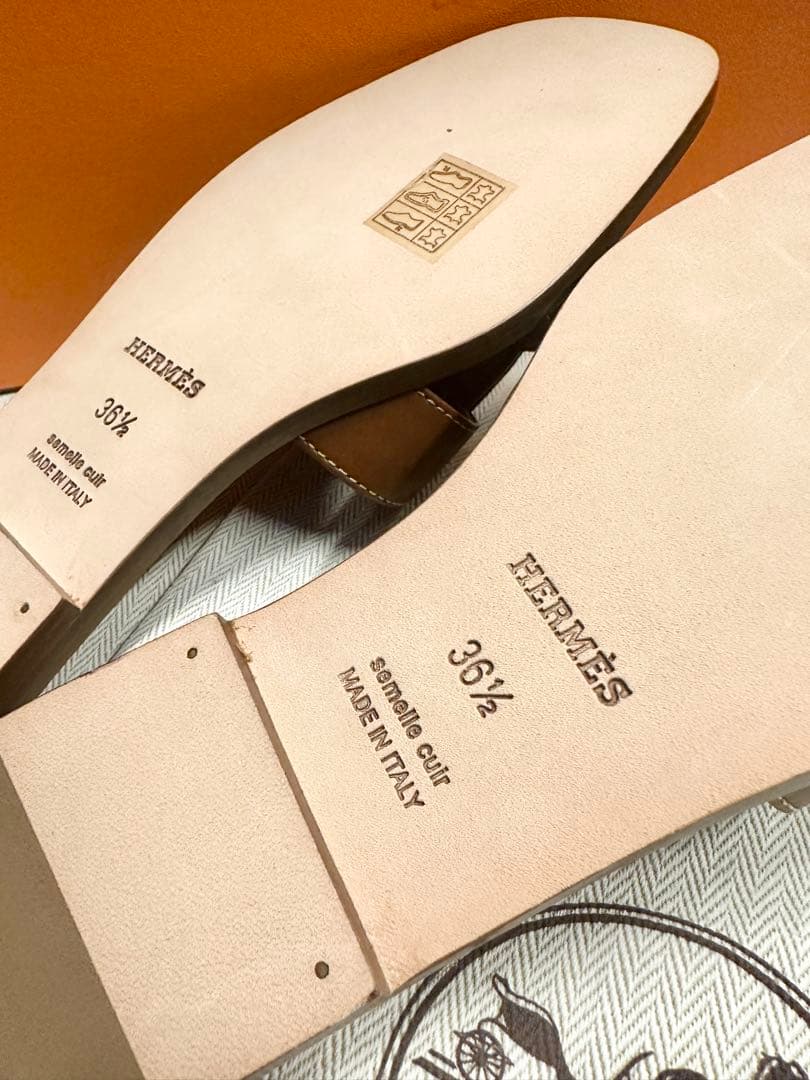 HERMÈS
36½
semelle cuir
MADE IN ITALY
HERMÈS
36½
semelle cuir
MADE IN ITALY